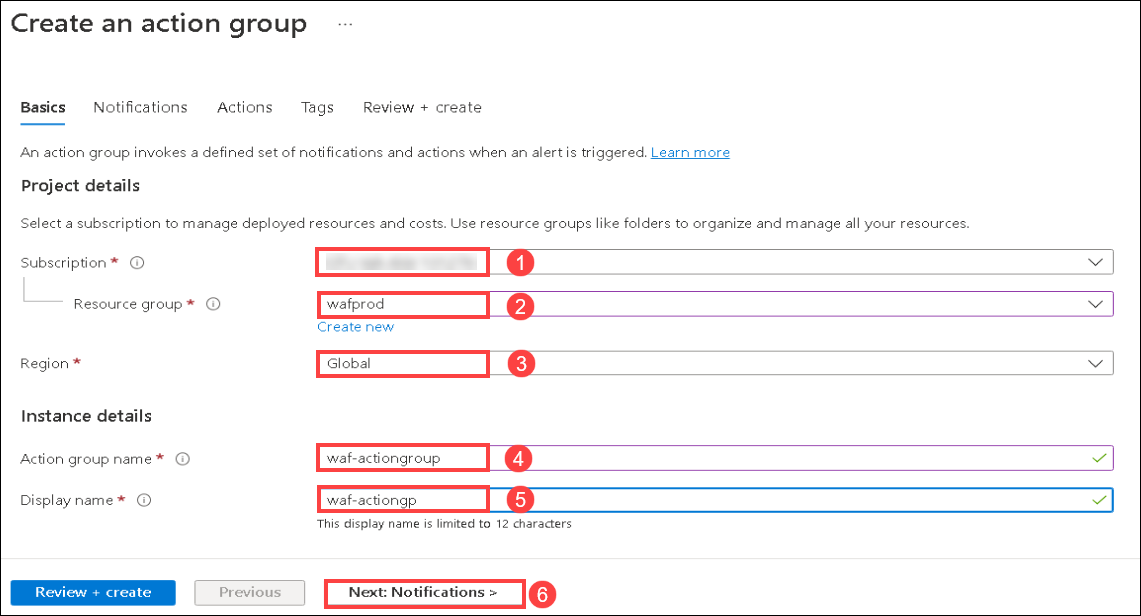 Create an action group ...
Basics Notifications Actions Tags Review + create
An action group invokes a defined set of notifications and actions when an alert is triggered. Learn more
Project details
Select a subscription to manage deployed resources and costs. Use resource groups like folders to organize and manage all your resources.
Subscription * 1
Resource group * wafprod 2
Create new
Region * Global 3
Instance details
Action group name * waf-actiongroup 4
Display name * waf-actiongp 5
This display name is limited to 12 characters
Review + create Previous Next: Notifications > 6